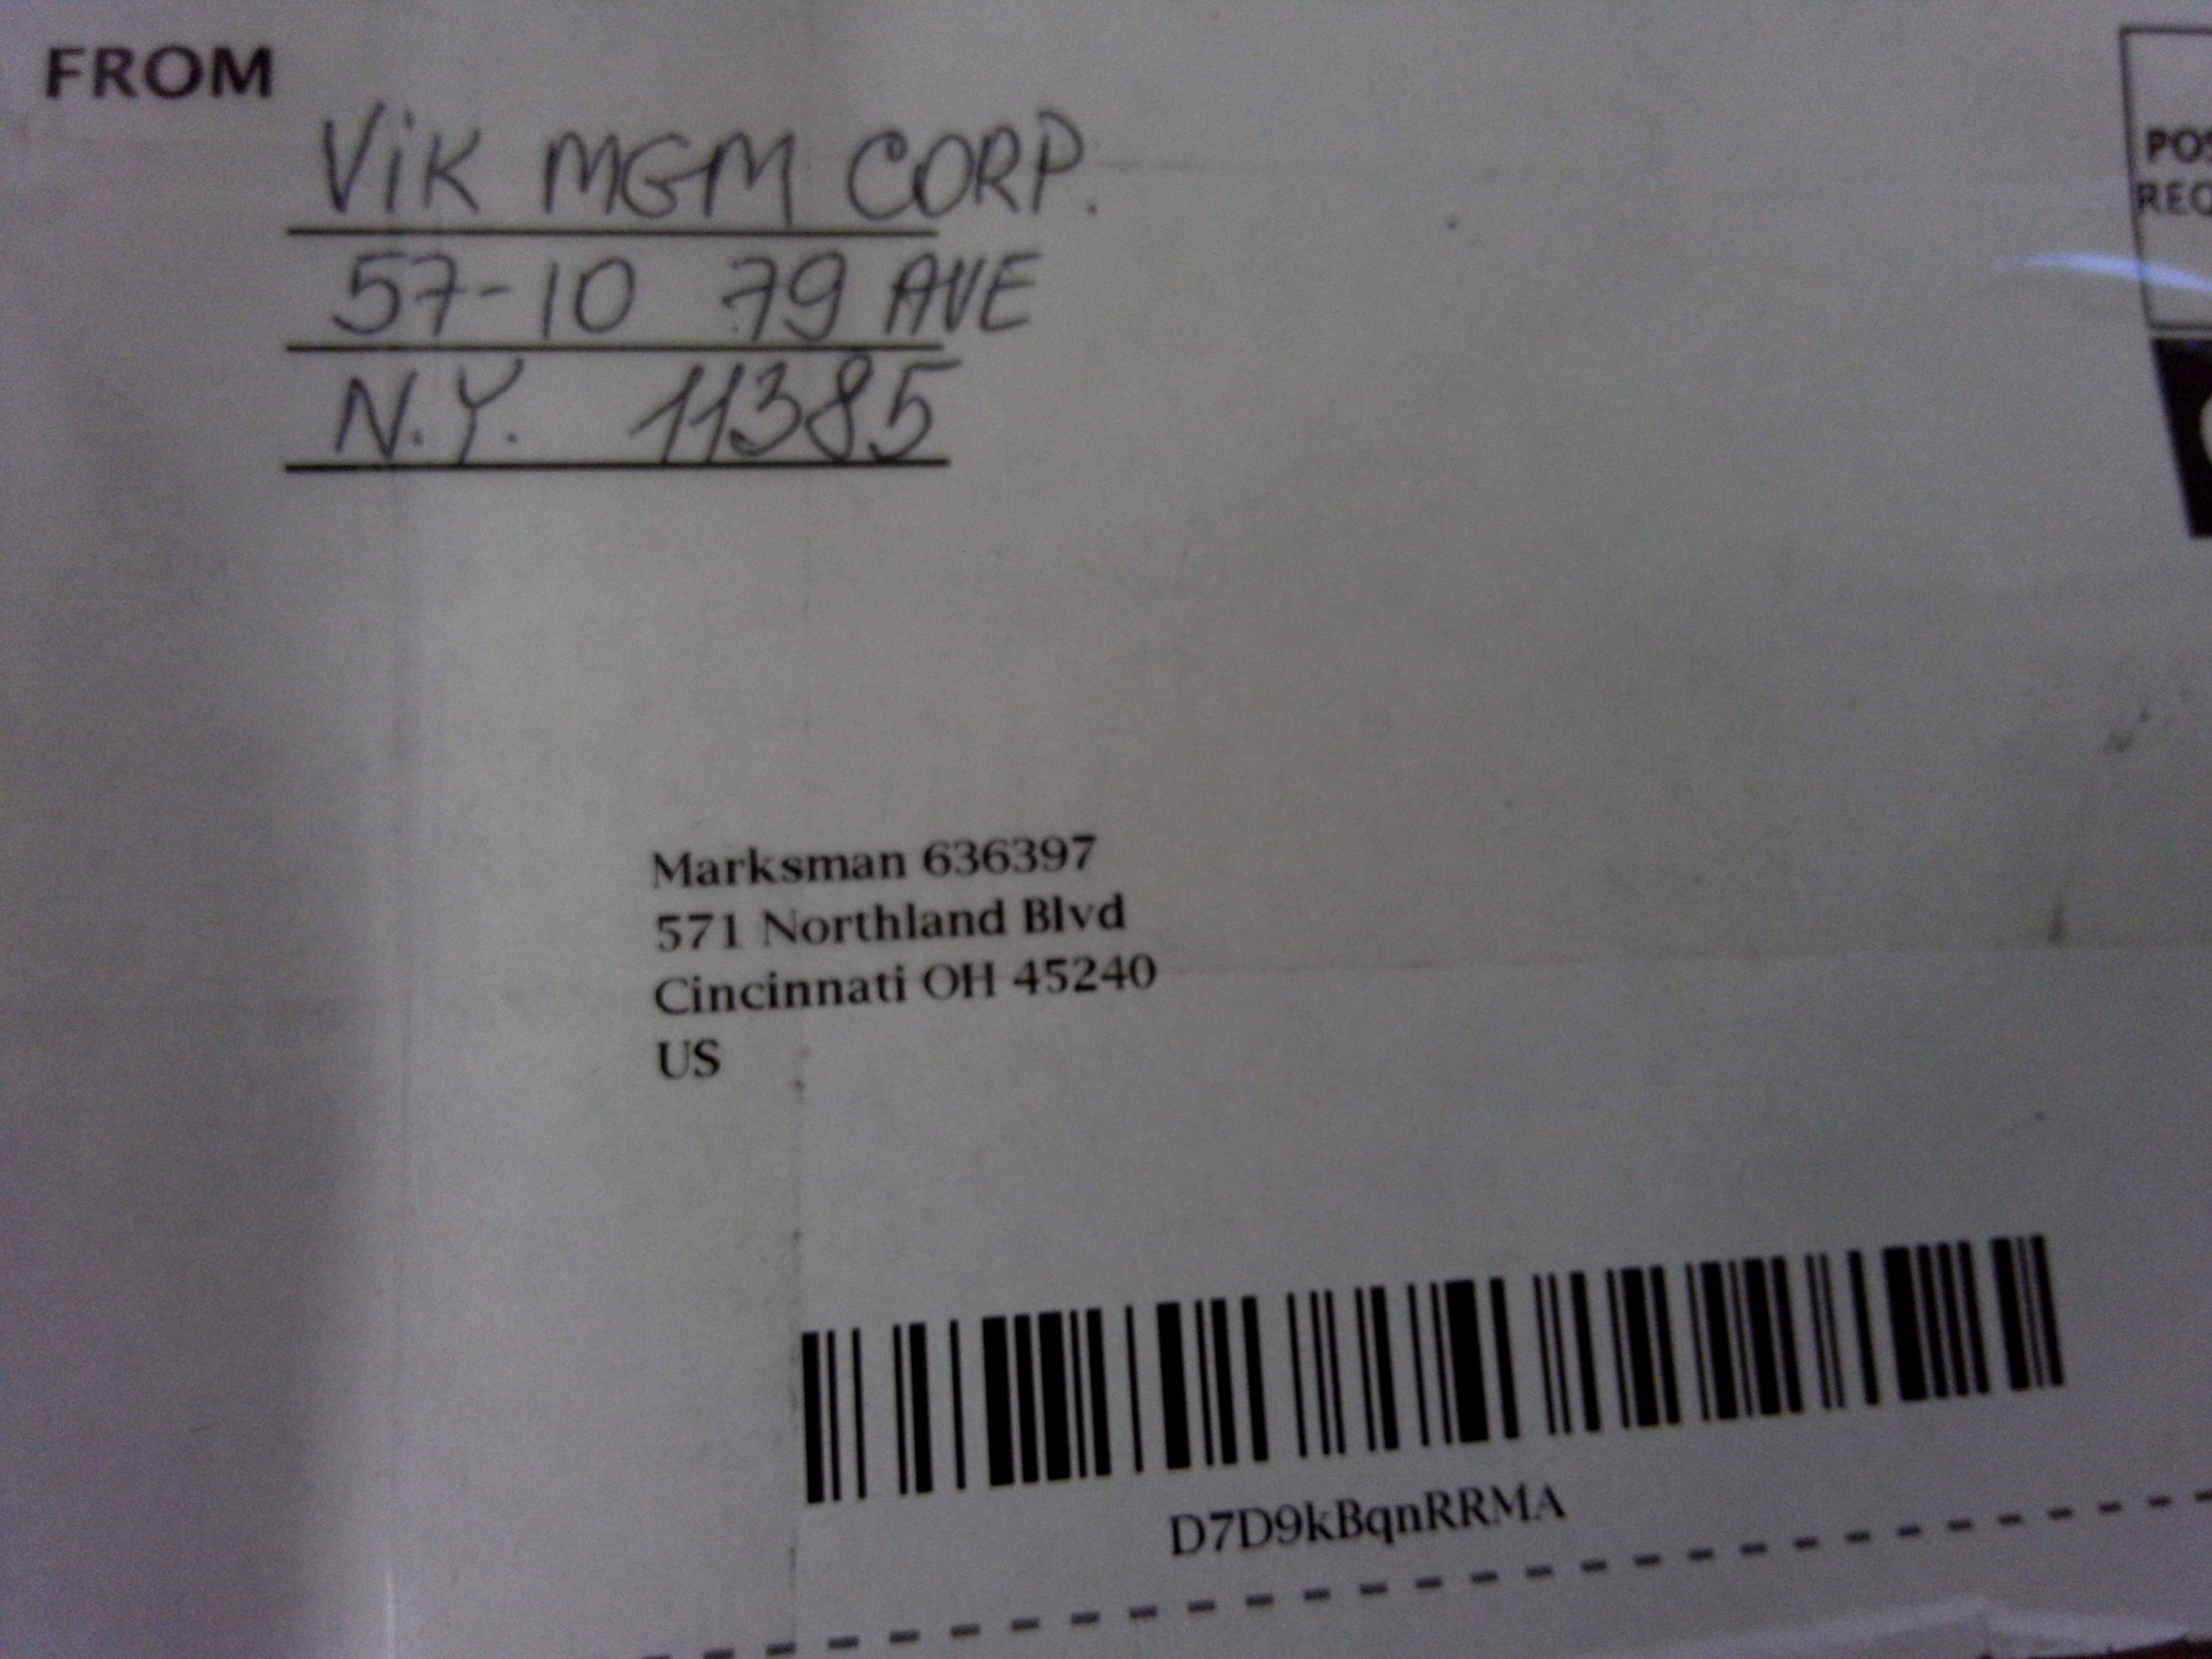 FROM
ViK MGM CORP.
57-10 79 AVE
N.Y. 11385
Marksman 636397
571 Northland Blvd
Cincinnati OH 45240
US
D7D9kBqnRRMA